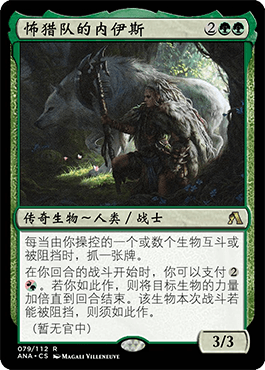 怖猎队的内伊斯 2
传奇生物～人类／战士
每当由你操控的一个或数个生物互斗或
被阻挡时，抓一张牌。
在你回合的战斗开始时，你可以支付2
。若你如此作，则将目标生物的力量
加倍直到回合结束。该生物本次战斗若
能被阻挡，则须如此作。
（暂无官中）
079/112 R
ANA • CS MAGALI VILLENEUVE
3/3